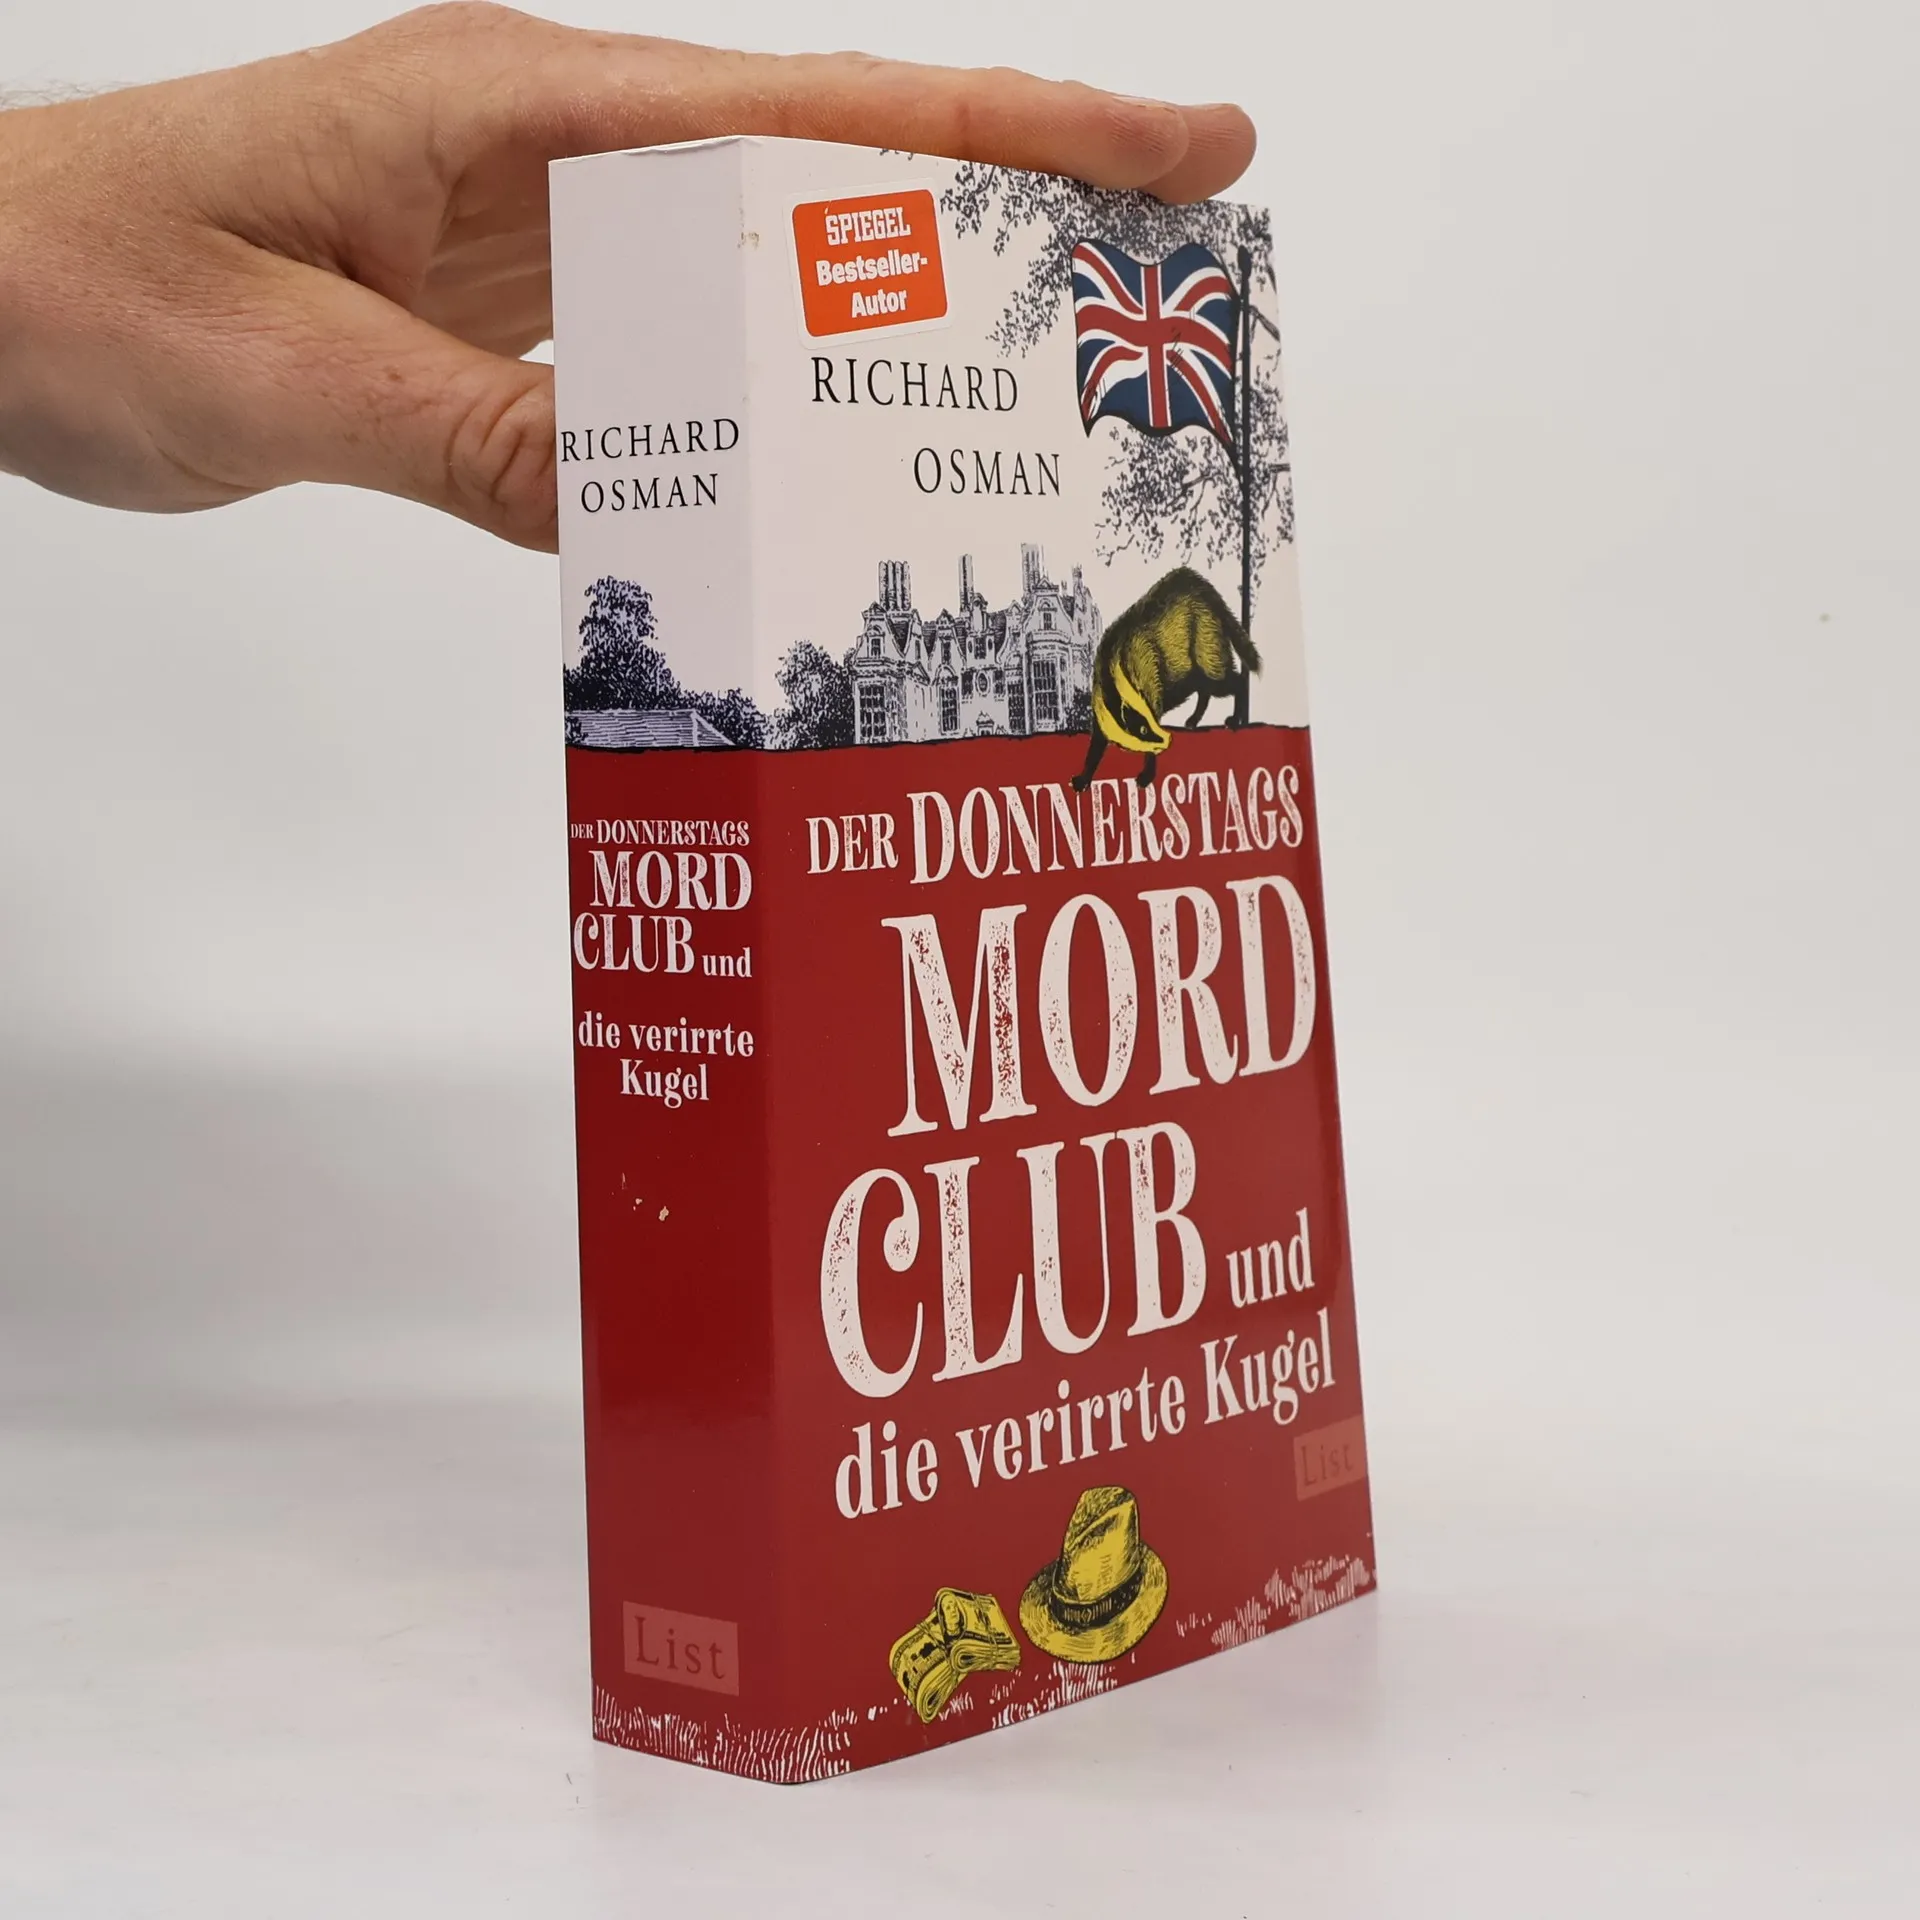 RICHARD
OSMAN
DER DONNERSTAGS
MORD
CLUB und
die verirrte
Kugel
List
SPIEGEL
Bestseller-
Autor
RICHARD
OSMAN
DER DONNERSTAGS
MORD
CLUB und
die verirrte Kugel
List